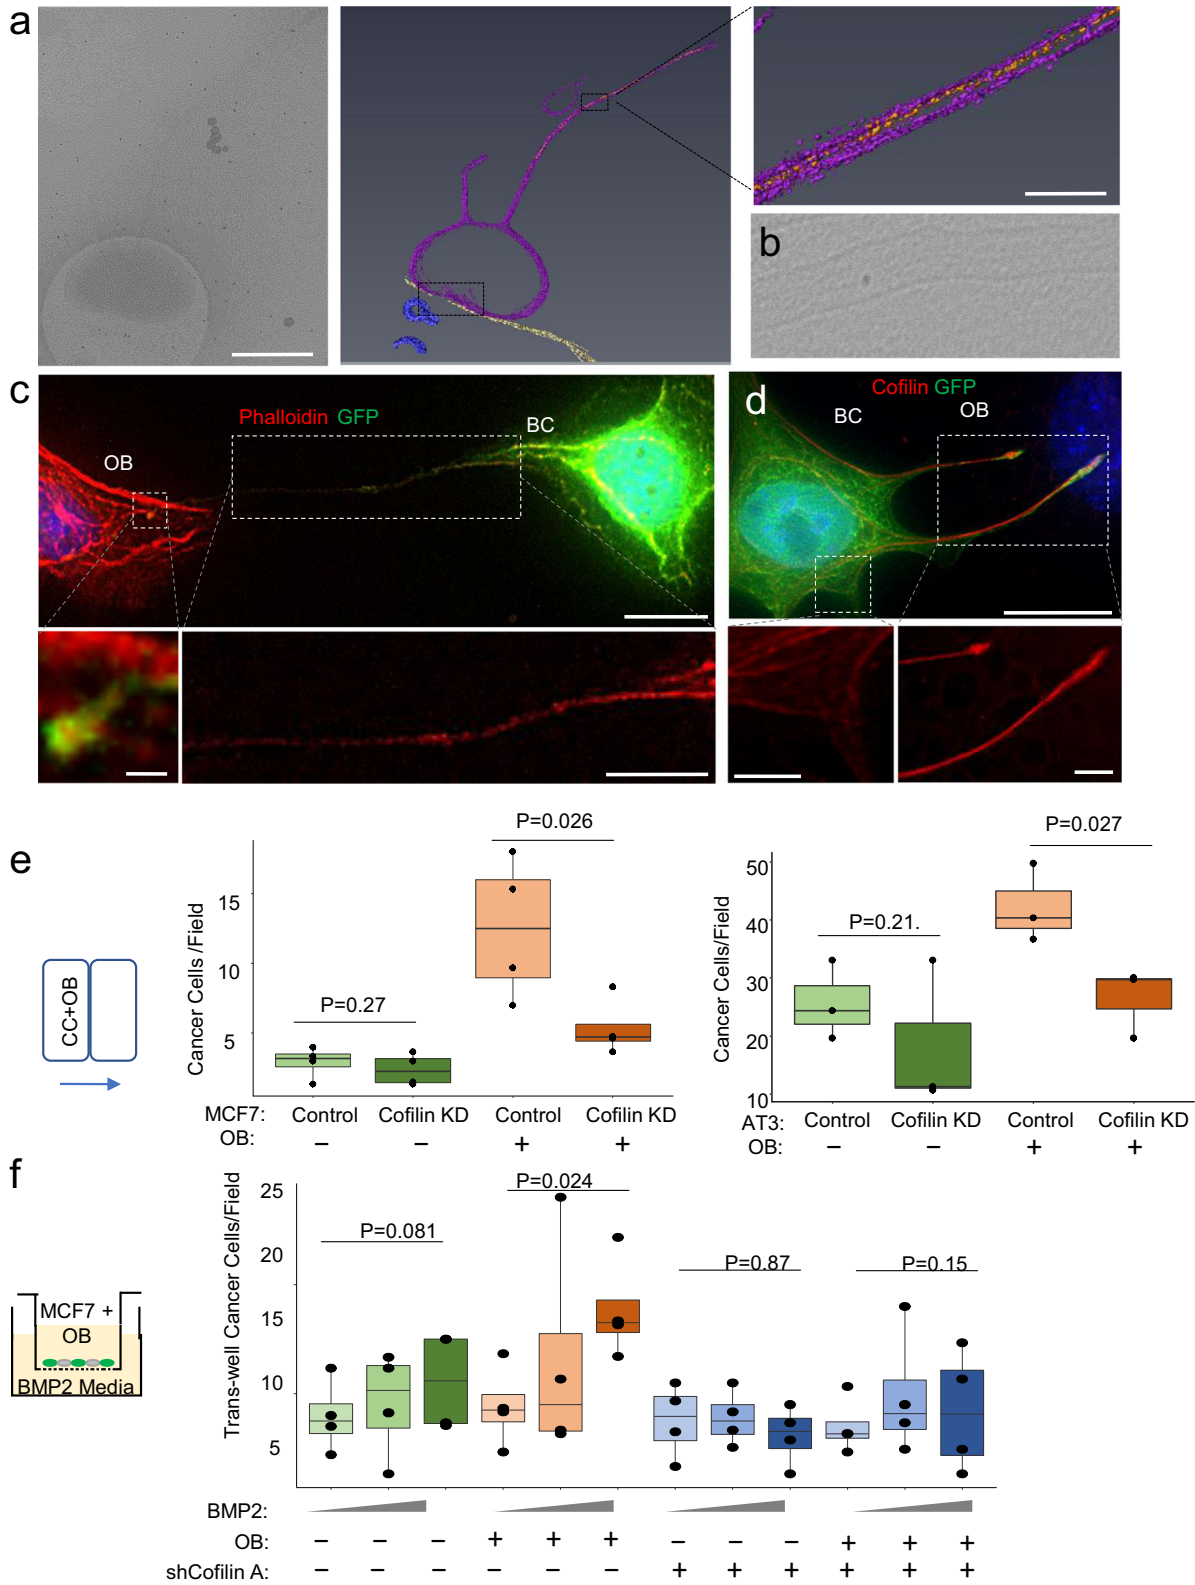 a
b
c
Phalloidin GFP
BC
OB
d
Cofilin GFP
BC
OB
e
CC+OB
P=0.026
P=0.27
Cancer Cells/Field
15
10
5
MCF7: Control Cofilin KD Control Cofilin KD
OB: − − + +
P=0.027
P=0.21.
Cancer Cells/Field
50
40
30
20
10
AT3: Control Cofilin KD Control Cofilin KD
OB: − − + +
f
MCF7 +
OB
BMP2 Media
P=0.024
P=0.081
P=0.87
P=0.15
Trans-well Cancer Cells/Field
25
20
15
10
5
BMP2:
OB: − − − + + + − − − + + +
shCofilin A: − − − − − − + + + + + +